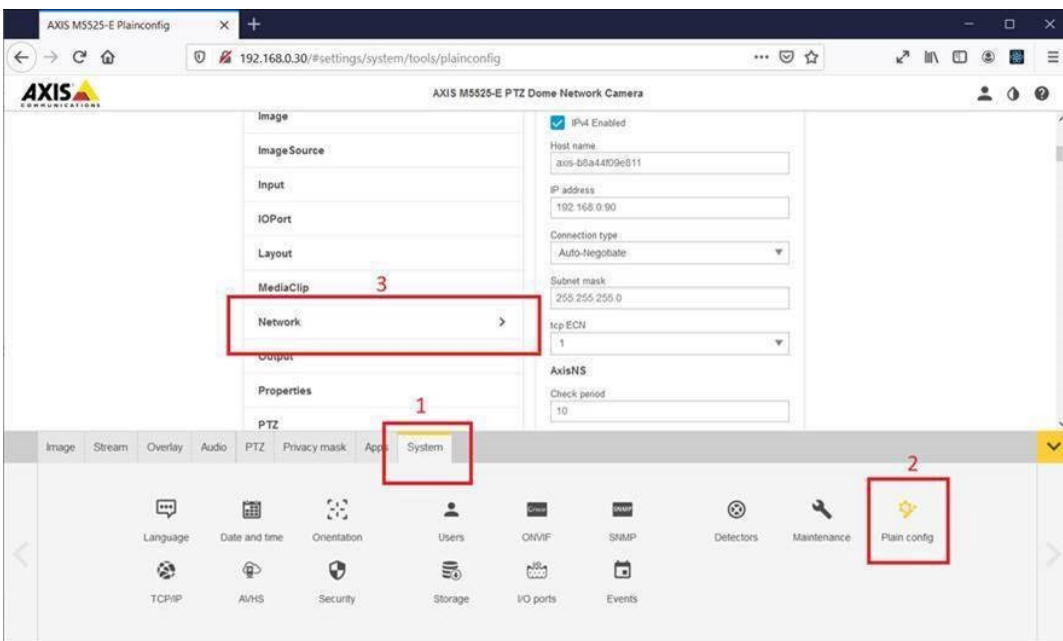 AXIS M5525-E Plainconfig
192.168.0.30/#settings/system/tools/plainconfig
AXIS
COMMUNICATIONS
AXIS M5525-E PTZ Dome Network Camera
Image
ImageSource
Input
IOPort
Layout
MediaClip
3
Network
Output
Properties
PTZ
IPv4 Enabled
Host name
axis-b8a44f09e811
IP address
192.168.0.90
Connection type
Auto-Negotiate
Subnet mask
255.255.255.0
tcp ECN
1
AxisNS
Check period
10
1
Image Stream Overlay Audio PTZ Privacy mask Apps System
2
Language Date and time Orientation Users ONVIF SNMP Detectors Maintenance Plain config
TCP/IP AVHS Security Storage I/O ports Events